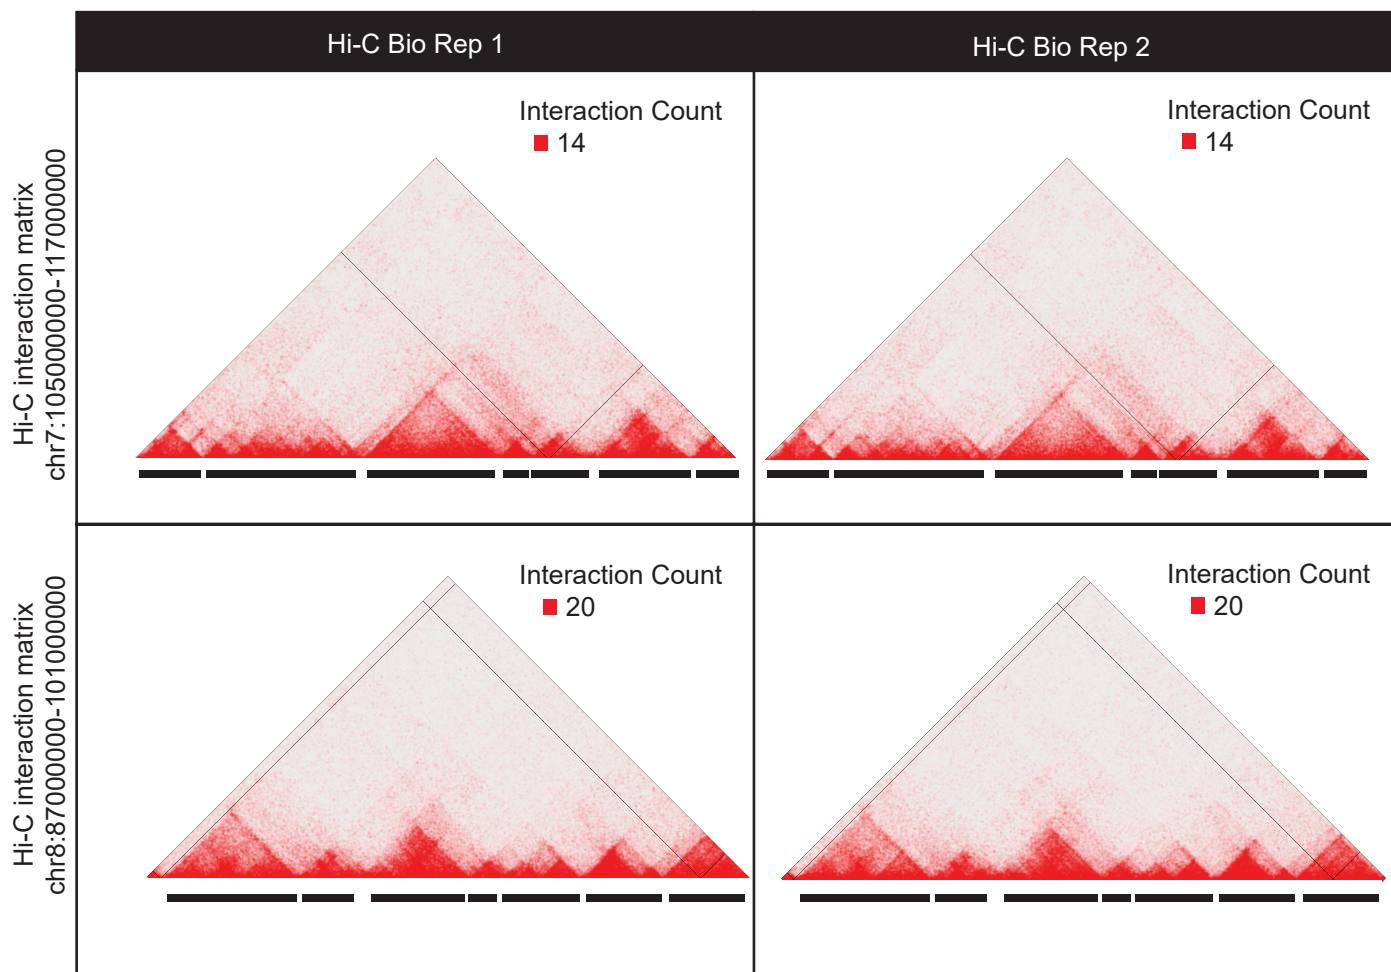 Hi-C Bio Rep 1
Hi-C Bio Rep 2
Hi-C interaction matrix
chr7:105000000-1170000000
Interaction Count
14
Interaction Count
14
Hi-C interaction matrix
chr8:87000000-101000000
Interaction Count
20
Interaction Count
20